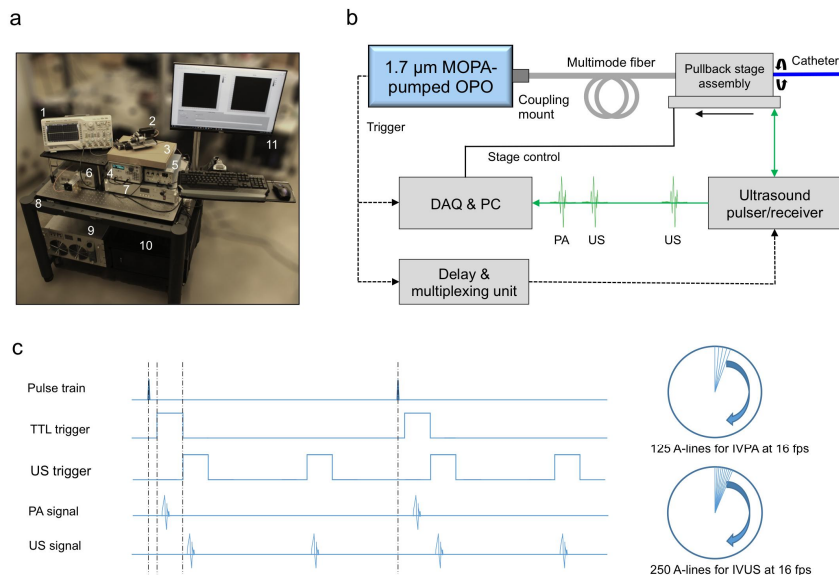 a
1
2
3
4
5
6
7
8
9
10
11
b
1.7 µm MOPA-
pumped OPO
Multimode fiber
Pullback stage
assembly
Catheter
Coupling
mount
Trigger
Stage control
DAQ & PC
PA
US
US
Ultrasound
pulser/receiver
Delay &
multiplexing unit
c
Pulse train
TTL trigger
US trigger
PA signal
US signal
125 A-lines for IVPA at 16 fps
250 A-lines for IVUS at 16 fps